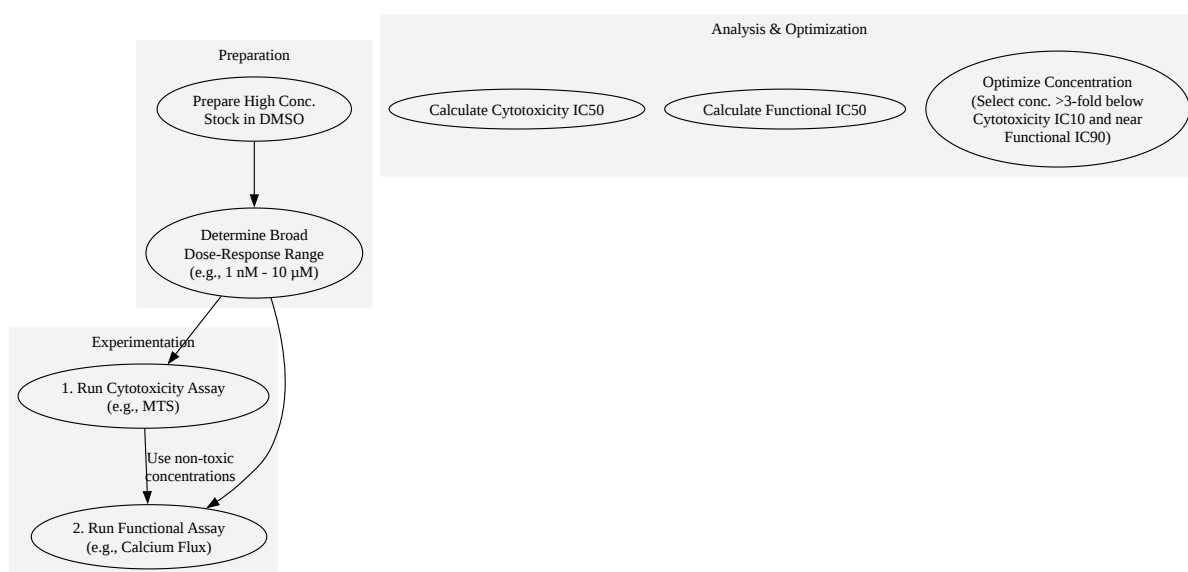 Preparation
Prepare High Conc.
Stock in DMSO
Determine Broad
Dose-Response Range
(e.g., 1 nM - 10 µM)
Experimentation
1. Run Cytotoxicity Assay
(e.g., MTS)
Use non-toxic
concentrations
2. Run Functional Assay
(e.g., Calcium Flux)
Analysis & Optimization
Calculate Cytotoxicity IC50
Calculate Functional IC50
Optimize Concentration
(Select conc. >3-fold below
Cytotoxicity IC10 and near
Functional IC90)